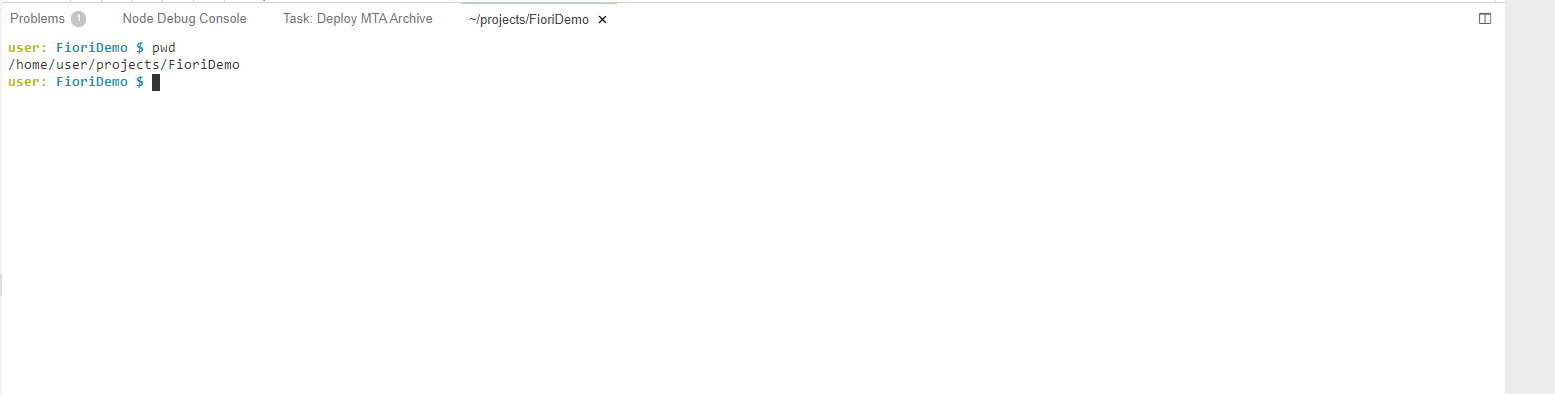 Problems 1 Node Debug Console Task: Deploy MTA Archive ~/projects/FioriDemo ×
user: FioriDemo $ pwd
/home/user/projects/FioriDemo
user: FioriDemo $